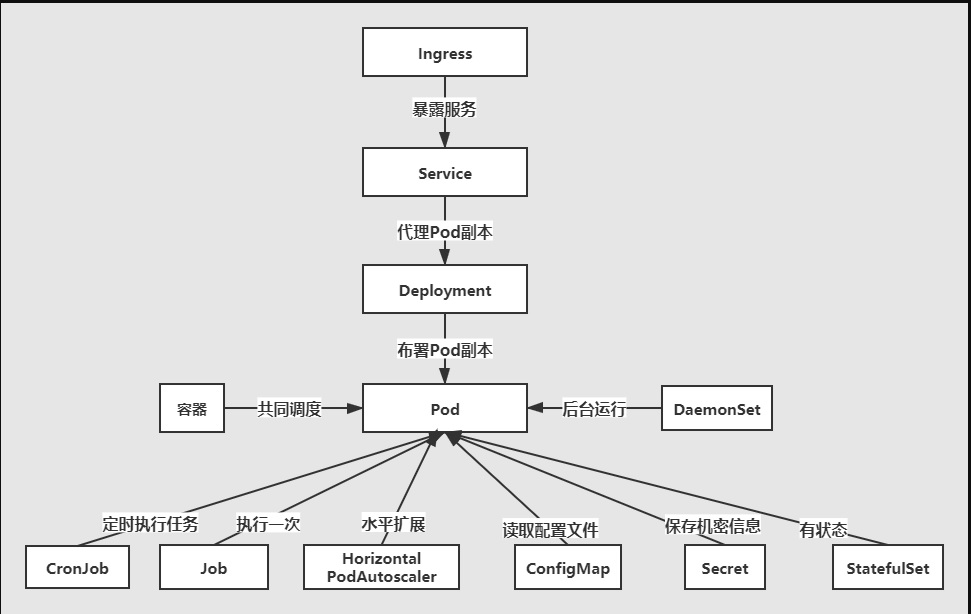 Ingress
暴露服务
Service
代理Pod副本
Deployment
布署Pod副本
容器
共同调度
Pod
后台运行
DaemonSet
定时执行任务
执行一次
水平扩展
读取配置文件
保存机密信息
有状态
CronJob
Job
Horizontal
PodAutoscaler
ConfigMap
Secret
StatefulSet